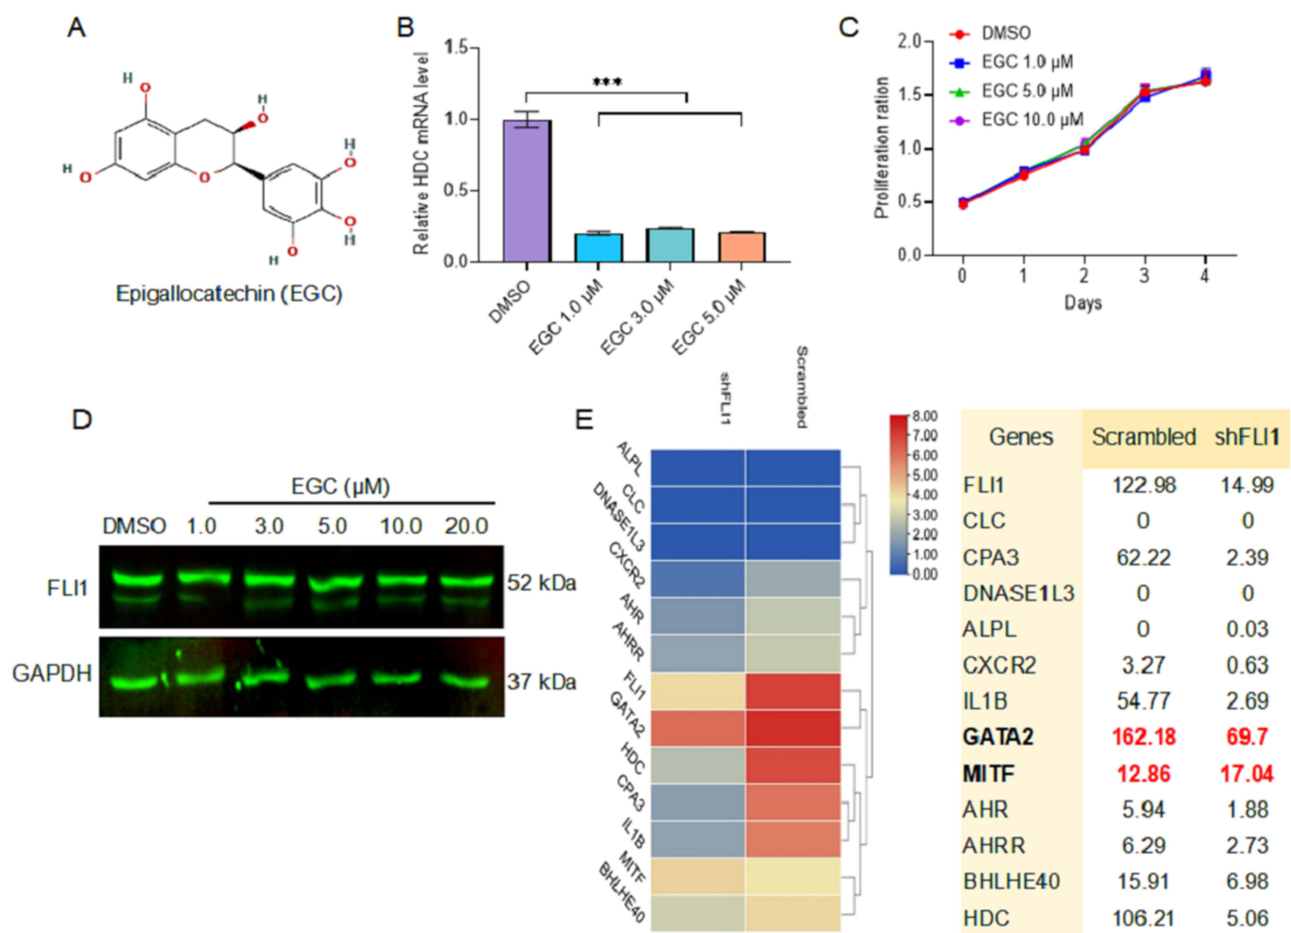 A
H
O
H
O
H
O
O
H
O
H
O
H
O
H
Epigallocatechin (EGC)
B
Relative HDC mRNA level
1.5
1.0
0.5
0.0
***
DMSO
EGC 1.0 µM
EGC 3.0 µM
EGC 5.0 µM
C
Proliferation ration
2.0
1.5
1.0
0.5
0.0
DMSO
EGC 1.0 µM
EGC 5.0 µM
EGC 10.0 µM
0 1 2 3 4
Days
D
EGC (µM)
DMSO 1.0 3.0 5.0 10.0 20.0
FLI1
52 kDa
GAPDH
37 kDa
E
shFLI1
Scrambled
ALPL
CLC
DNASE1L3
CXCR2
AHR
AHRR
FLI1
GATA2
HDC
CPA3
IL1B
MITF
BHLHE40
8.00
7.00
6.00
5.00
4.00
3.00
2.00
1.00
0.00
Genes Scrambled shFLI1
FLI1 122.98 14.99
CLC 0 0
CPA3 62.22 2.39
DNASE1L3 0 0
ALPL 0 0.03
CXCR2 3.27 0.63
IL1B 54.77 2.69
GATA2 162.18 69.7
MITF 12.86 17.04
AHR 5.94 1.88
AHRR 6.29 2.73
BHLHE40 15.91 6.98
HDC 106.21 5.06